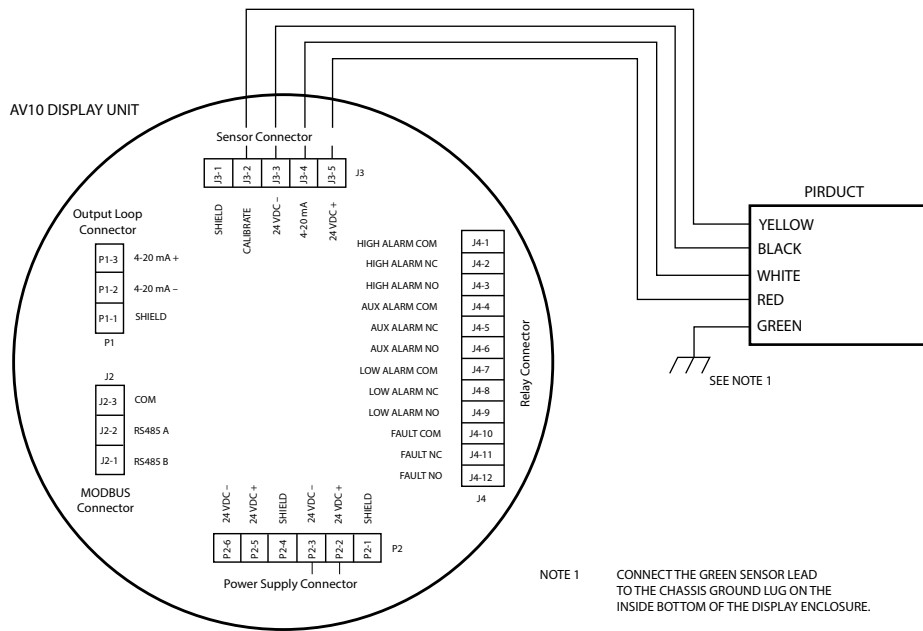 AV10 DISPLAY UNIT
Sensor Connector
J3-1
J3-2
J3-3
J3-4
J3-5
J3
SHIELD
CALIBRATE
24 VDC –
4-20 mA
24 VDC +
PIRDUCT
YELLOW
BLACK
WHITE
RED
GREEN
SEE NOTE 1
Output Loop
Connector
P1-3 4-20 mA +
P1-2 4-20 mA –
P1-1 SHIELD
P1
HIGH ALARM COM J4-1
HIGH ALARM NC J4-2
HIGH ALARM NO J4-3
AUX ALARM COM J4-4
AUX ALARM NC J4-5
AUX ALARM NO J4-6
LOW ALARM COM J4-7
LOW ALARM NC J4-8
LOW ALARM NO J4-9
FAULT COM J4-10
FAULT NC J4-11
FAULT NO J4-12
J4
Relay Connector
J2
J2-3 COM
J2-2 RS485 A
J2-1 RS485 B
MODBUS
Connector
24 VDC –
24 VDC +
SHIELD
24 VDC –
24 VDC +
SHIELD
P2-6
P2-5
P2-4
P2-3
P2-2
P2-1
P2
Power Supply Connector
NOTE 1 CONNECT THE GREEN SENSOR LEAD
TO THE CHASSIS GROUND LUG ON THE
INSIDE BOTTOM OF THE DISPLAY ENCLOSURE.